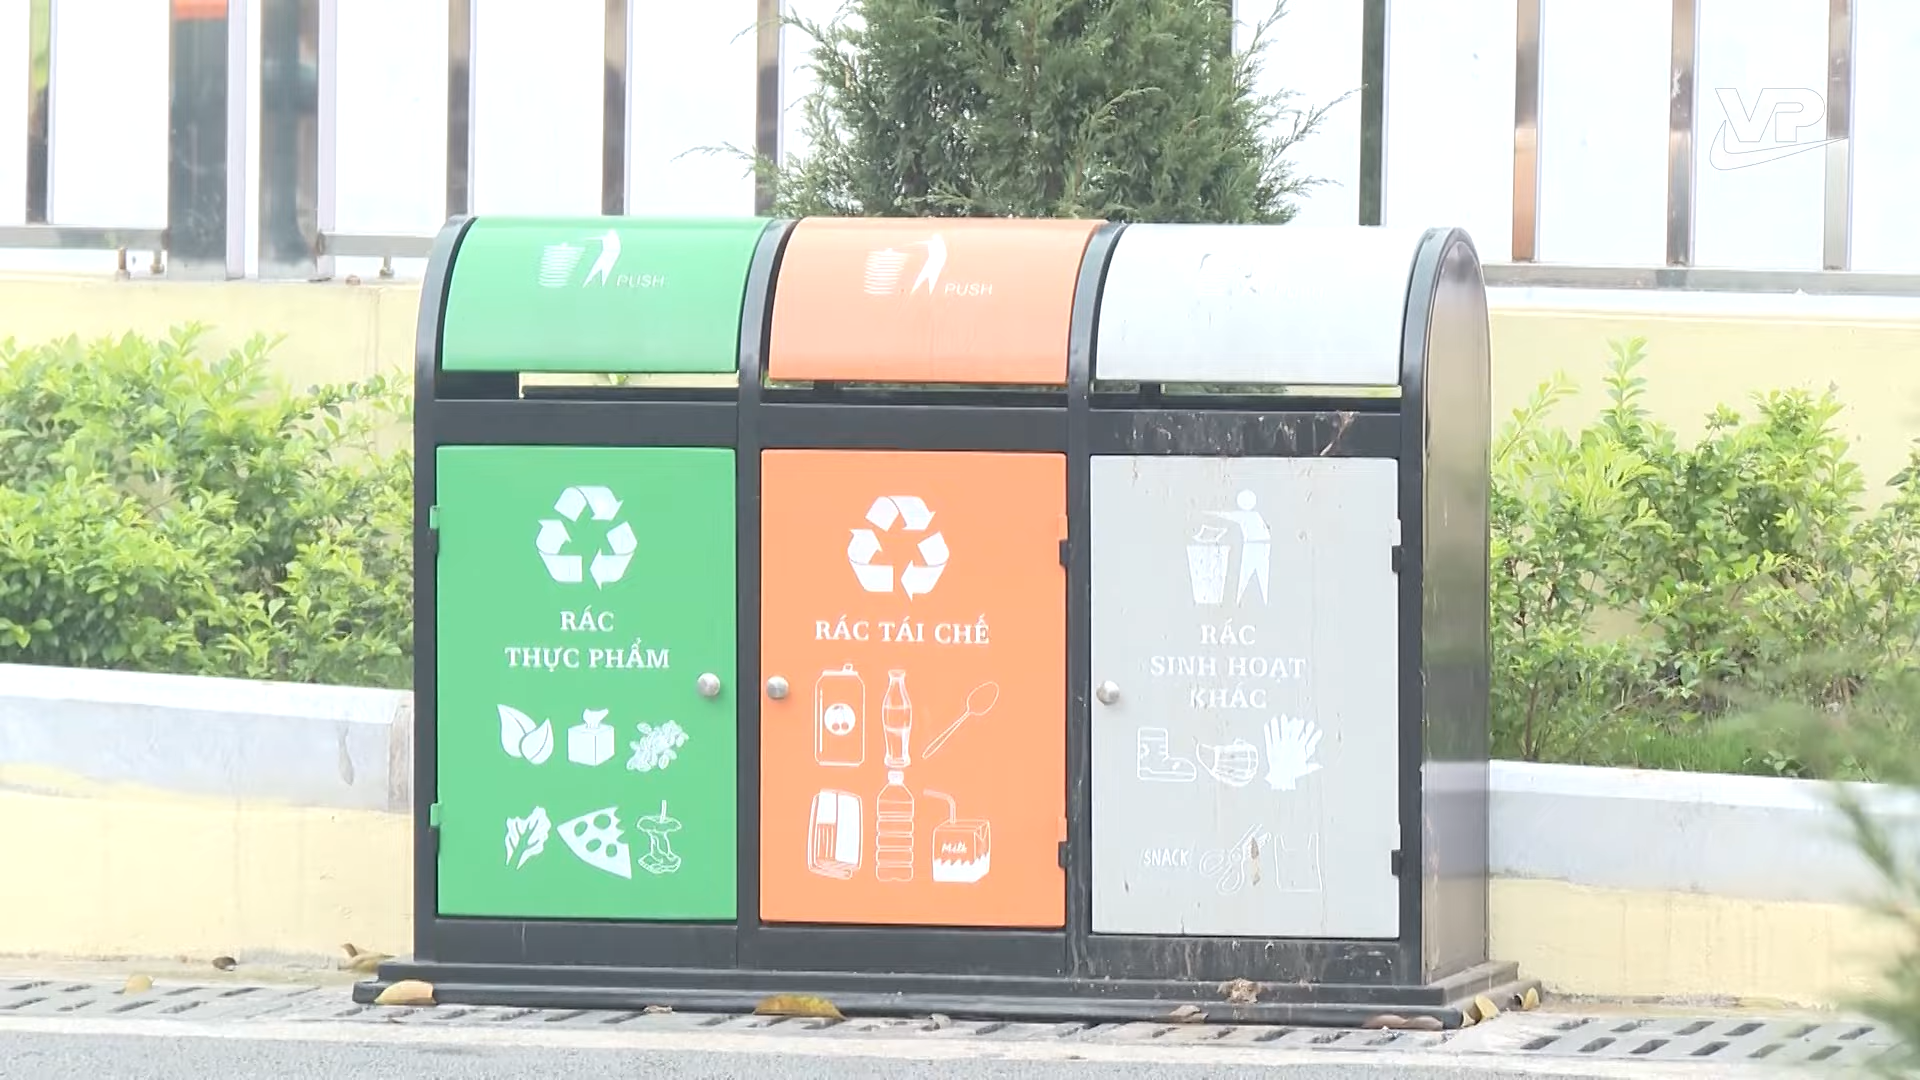 VP
PUSH
PUSH
RÁC
THỰC PHẨM
RÁC TÁI CHẾ
Milk
RÁC
SINH HOẠT
KHÁC
SNACK